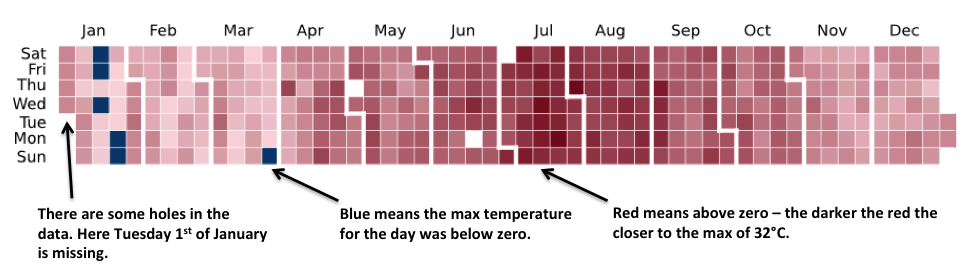 Jan Feb Mar Apr May Jun Jul Aug Sep Oct Nov Dec
Sat
Fri
Thu
Wed
Tue
Mon
Sun
There are some holes in the
data. Here Tuesday 1st of January
is missing.
Blue means the max temperature
for the day was below zero.
Red means above zero – the darker the red the
closer to the max of 32°C.